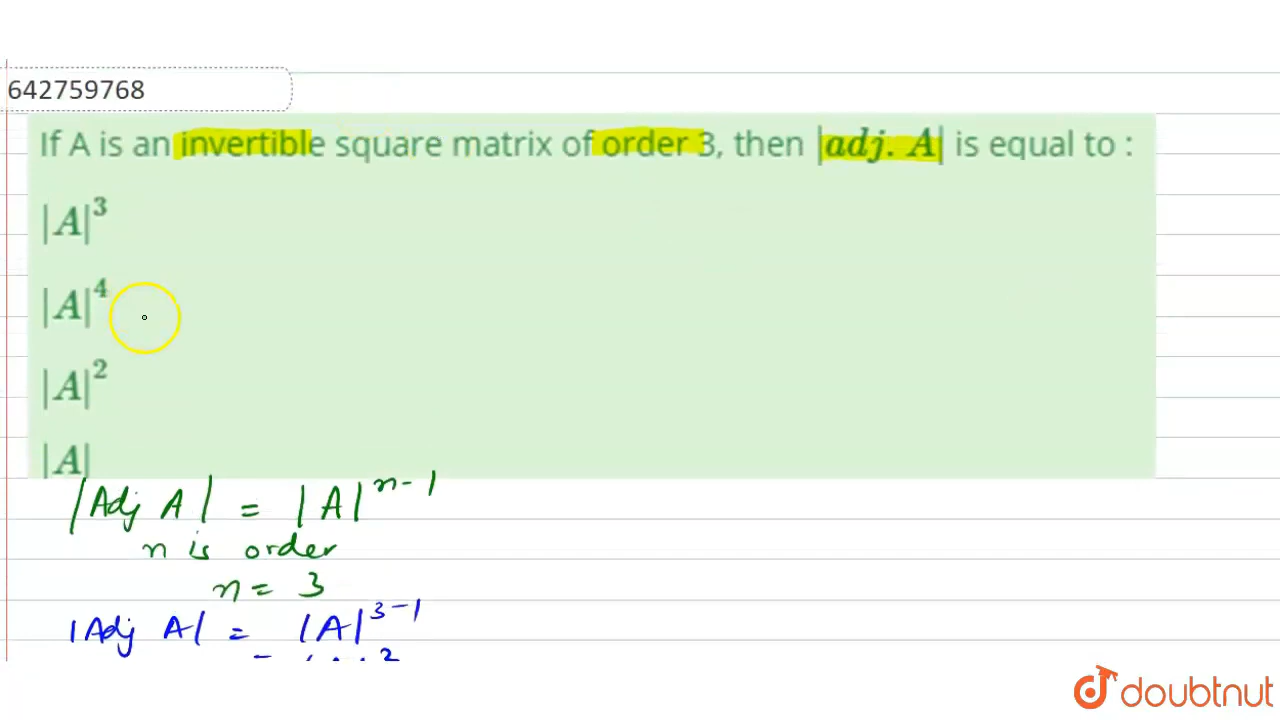 642759768
If A is an invertible square matrix of order 3, then |adj. A| is equal to :
|A|³
|A|⁴
|A|²
|A|
|Adj A| = |A|ⁿ⁻¹
n is order
n = 3
|Adj A| = |A|³⁻¹
doubtnut